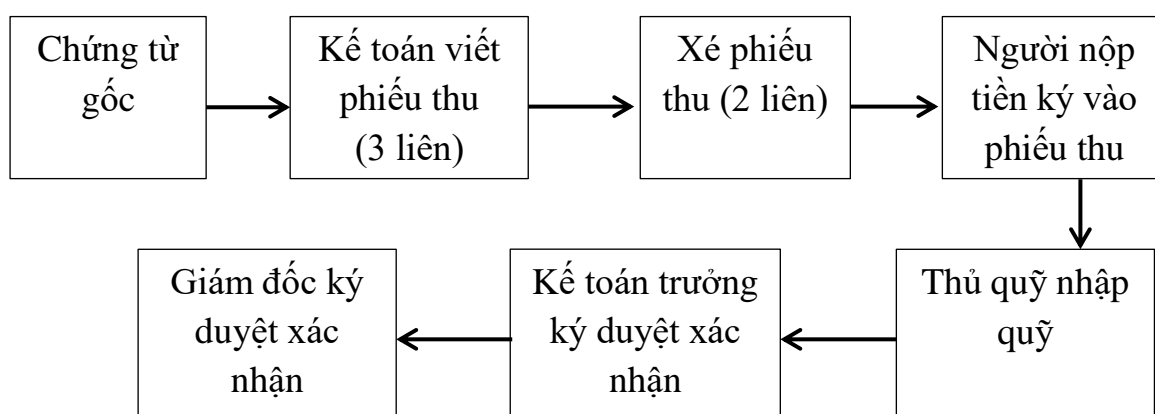 Chứng từ
gốc
Kế toán viết
phiếu thu
(3 liên)
Xé phiếu
thu (2 liên)
Người nộp
tiền ký vào
phiếu thu
Thủ quỹ nhập
quỹ
Kế toán trưởng
ký duyệt xác
nhận
Giám đốc ký
duyệt xác
nhận